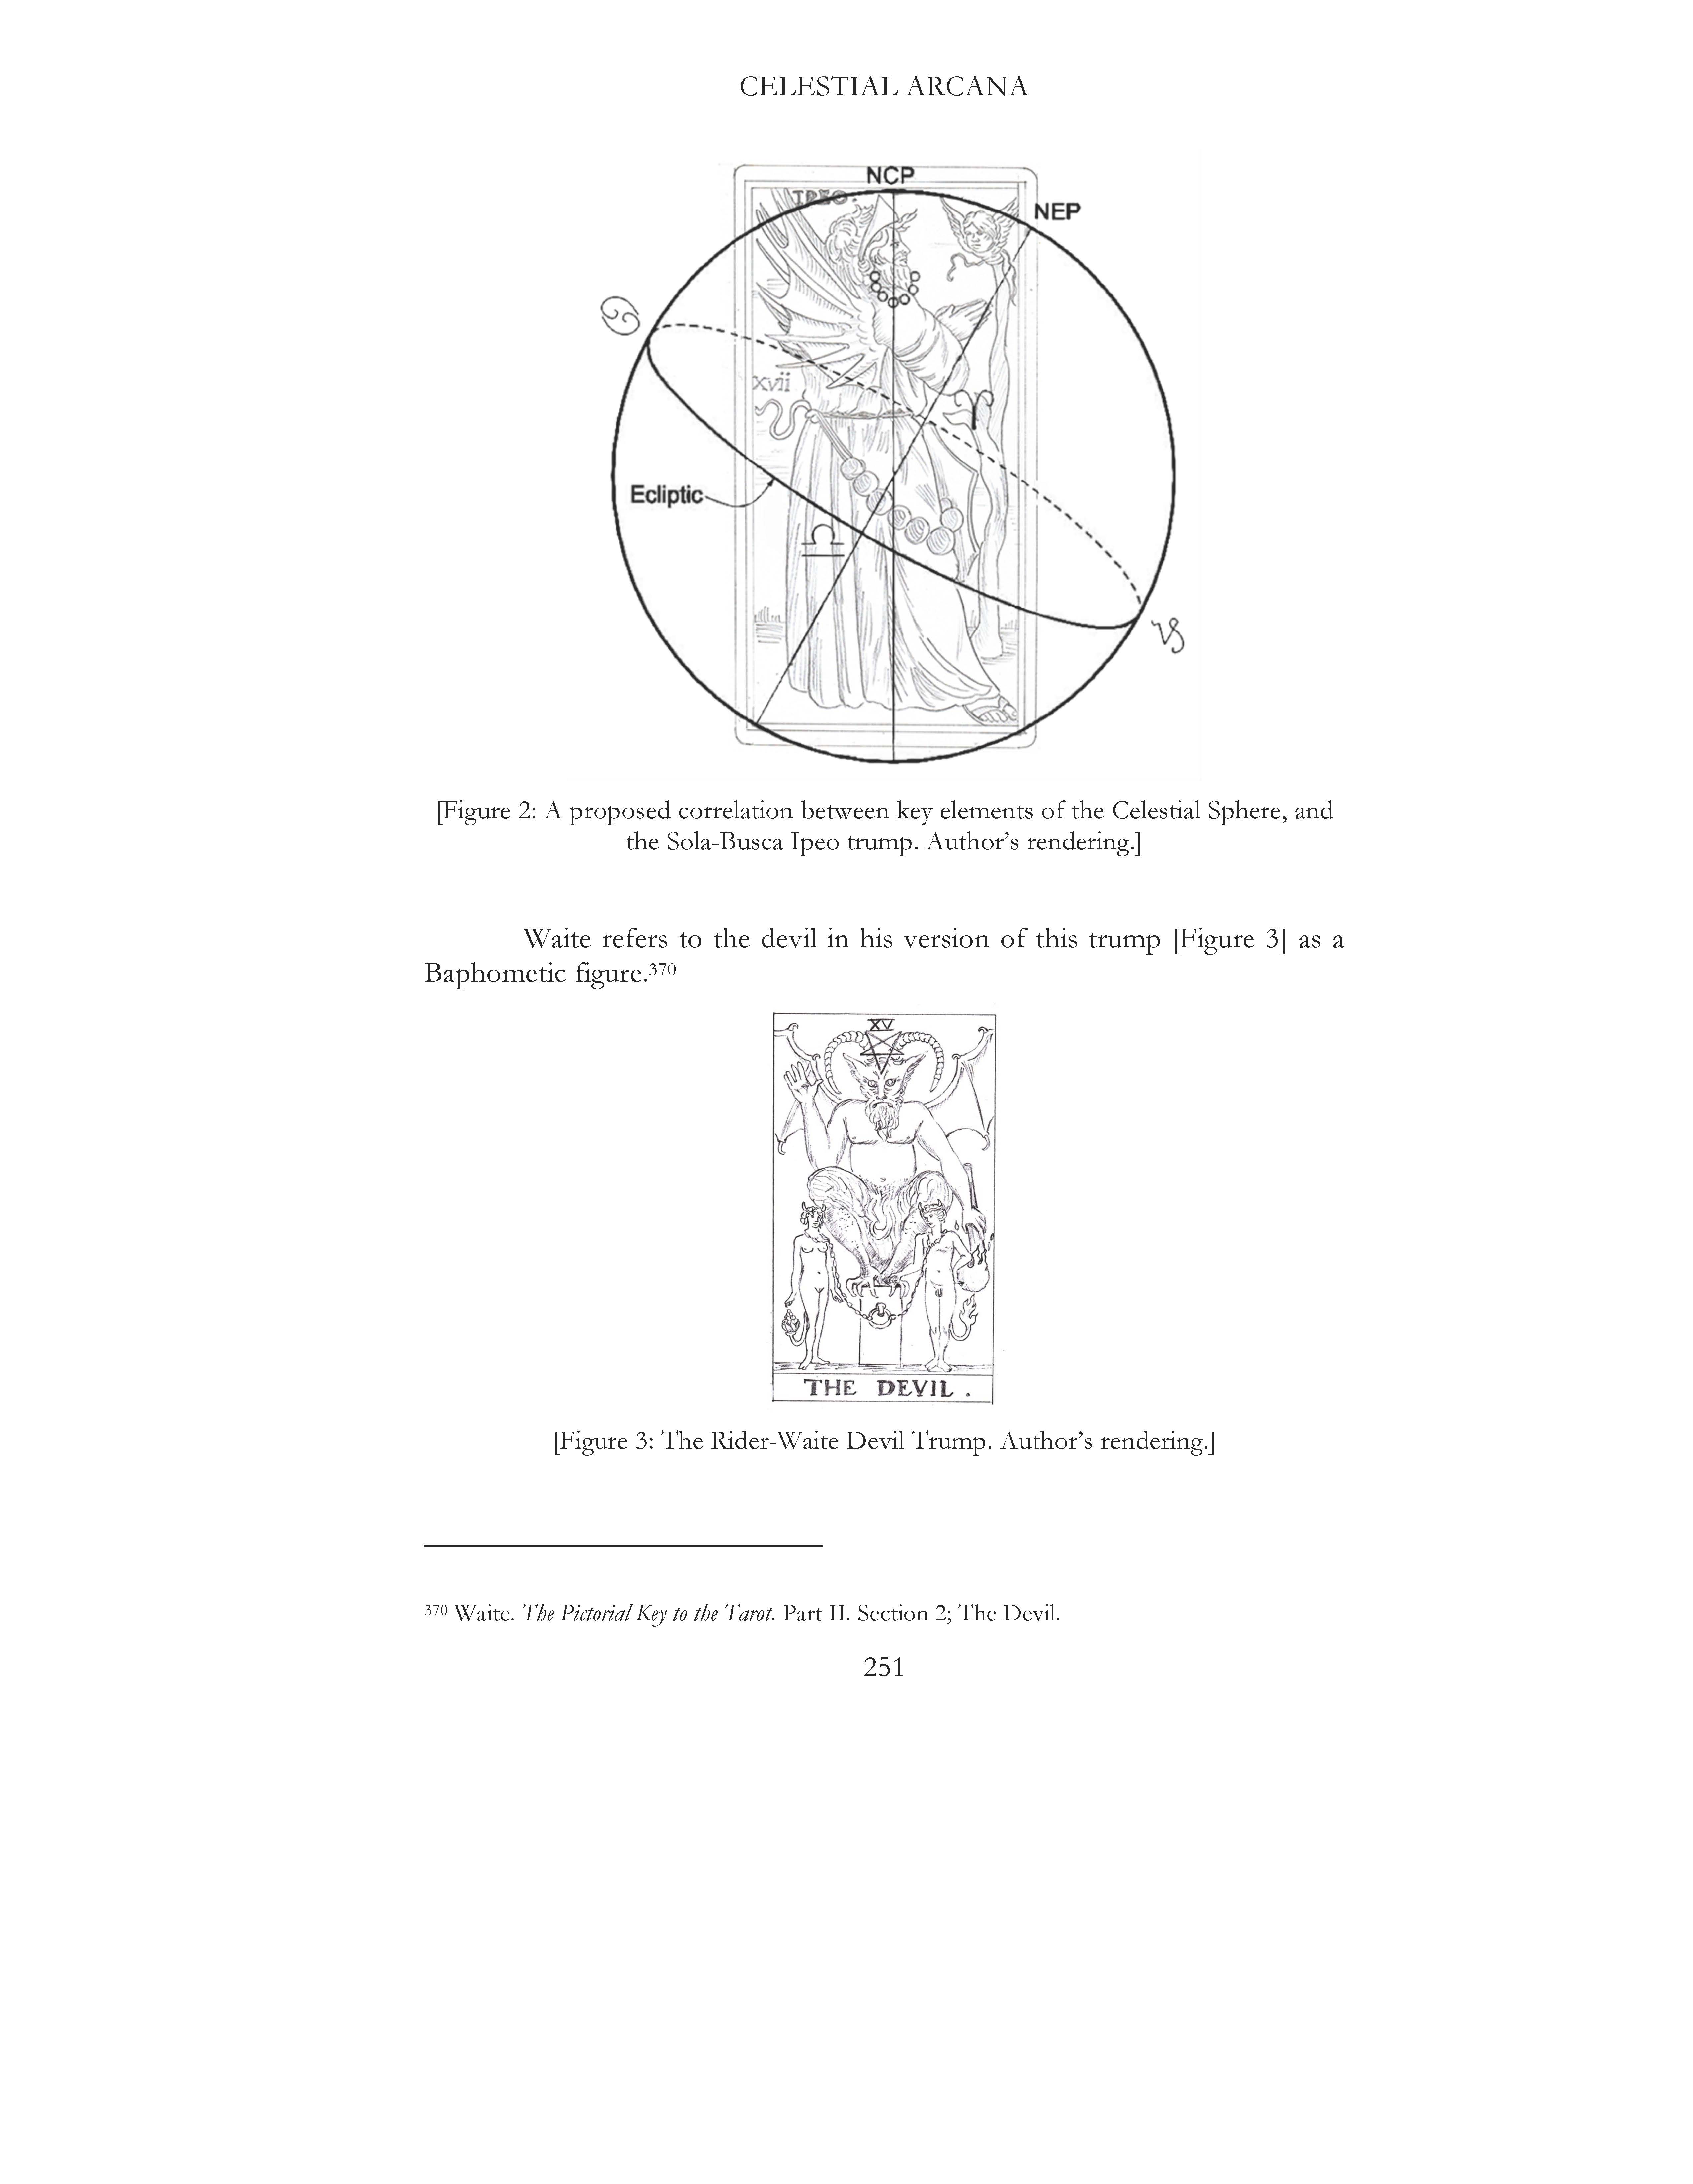 CELESTIAL ARCANA
NCP
IPEO.
NEP
♋
xvii
♈
Ecliptic
♎
♑
[Figure 2: A proposed correlation between key elements of the Celestial Sphere, and
the Sola-Busca Ipeo trump. Author’s rendering.]
Waite refers to the devil in his version of this trump [Figure 3] as a
Baphometic figure.370
XV
THE DEVIL.
[Figure 3: The Rider-Waite Devil Trump. Author’s rendering.]
370 Waite. The Pictorial Key to the Tarot. Part II. Section 2; The Devil.
251